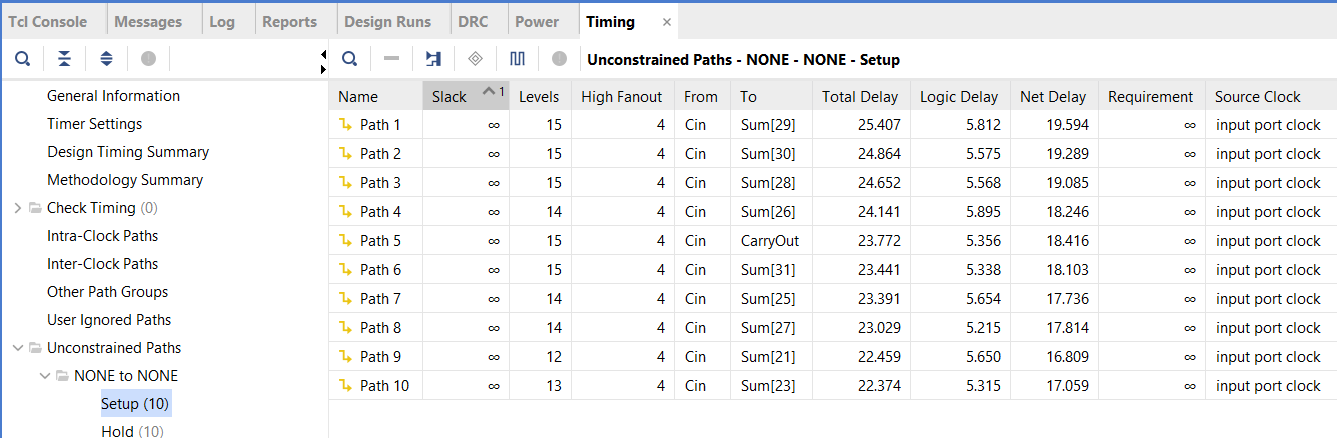 Tcl Console Messages Log Reports Design Runs DRC Power Timing ×
Unconstrained Paths - NONE - NONE - Setup
General Information
Timer Settings
Design Timing Summary
Methodology Summary
Check Timing (0)
Intra-Clock Paths
Inter-Clock Paths
Other Path Groups
User Ignored Paths
Unconstrained Paths
NONE to NONE
Setup (10)
Hold (10)
Name Slack 1 Levels High Fanout From To Total Delay Logic Delay Net Delay Requirement Source Clock
Path 1 ∞ 15 4 Cin Sum[29] 25.407 5.812 19.594 ∞ input port clock
Path 2 ∞ 15 4 Cin Sum[30] 24.864 5.575 19.289 ∞ input port clock
Path 3 ∞ 15 4 Cin Sum[28] 24.652 5.568 19.085 ∞ input port clock
Path 4 ∞ 14 4 Cin Sum[26] 24.141 5.895 18.246 ∞ input port clock
Path 5 ∞ 15 4 Cin CarryOut 23.772 5.356 18.416 ∞ input port clock
Path 6 ∞ 15 4 Cin Sum[31] 23.441 5.338 18.103 ∞ input port clock
Path 7 ∞ 14 4 Cin Sum[25] 23.391 5.654 17.736 ∞ input port clock
Path 8 ∞ 14 4 Cin Sum[27] 23.029 5.215 17.814 ∞ input port clock
Path 9 ∞ 12 4 Cin Sum[21] 22.459 5.650 16.809 ∞ input port clock
Path 10 ∞ 13 4 Cin Sum[23] 22.374 5.315 17.059 ∞ input port clock